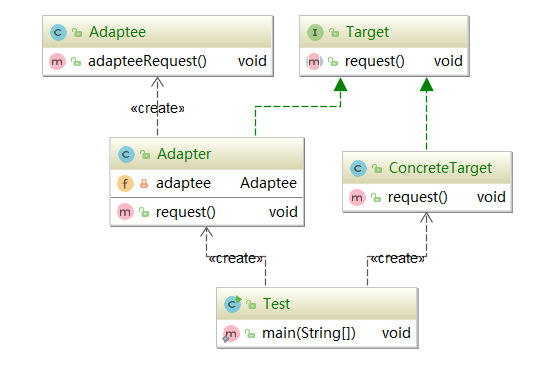 Adaptee
adapteeRequest() void
Target
request() void
«create»
Adapter
adaptee Adaptee
request() void
ConcreteTarget
request() void
«create»
«create»
Test
main(String[]) void